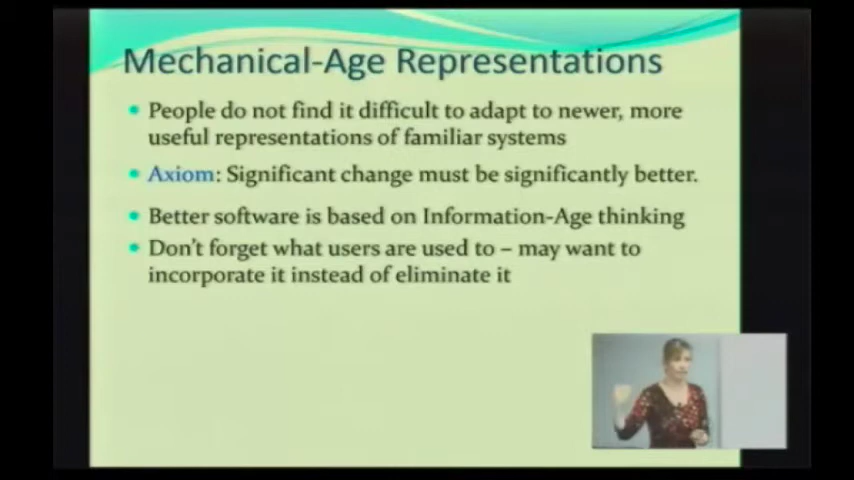 Mechanical-Age Representations
People do not find it difficult to adapt to newer, more
useful representations of familiar systems
Axiom: Significant change must be significantly better.
Better software is based on Information-Age thinking
Don't forget what users are used to – may want to
incorporate it instead of eliminate it